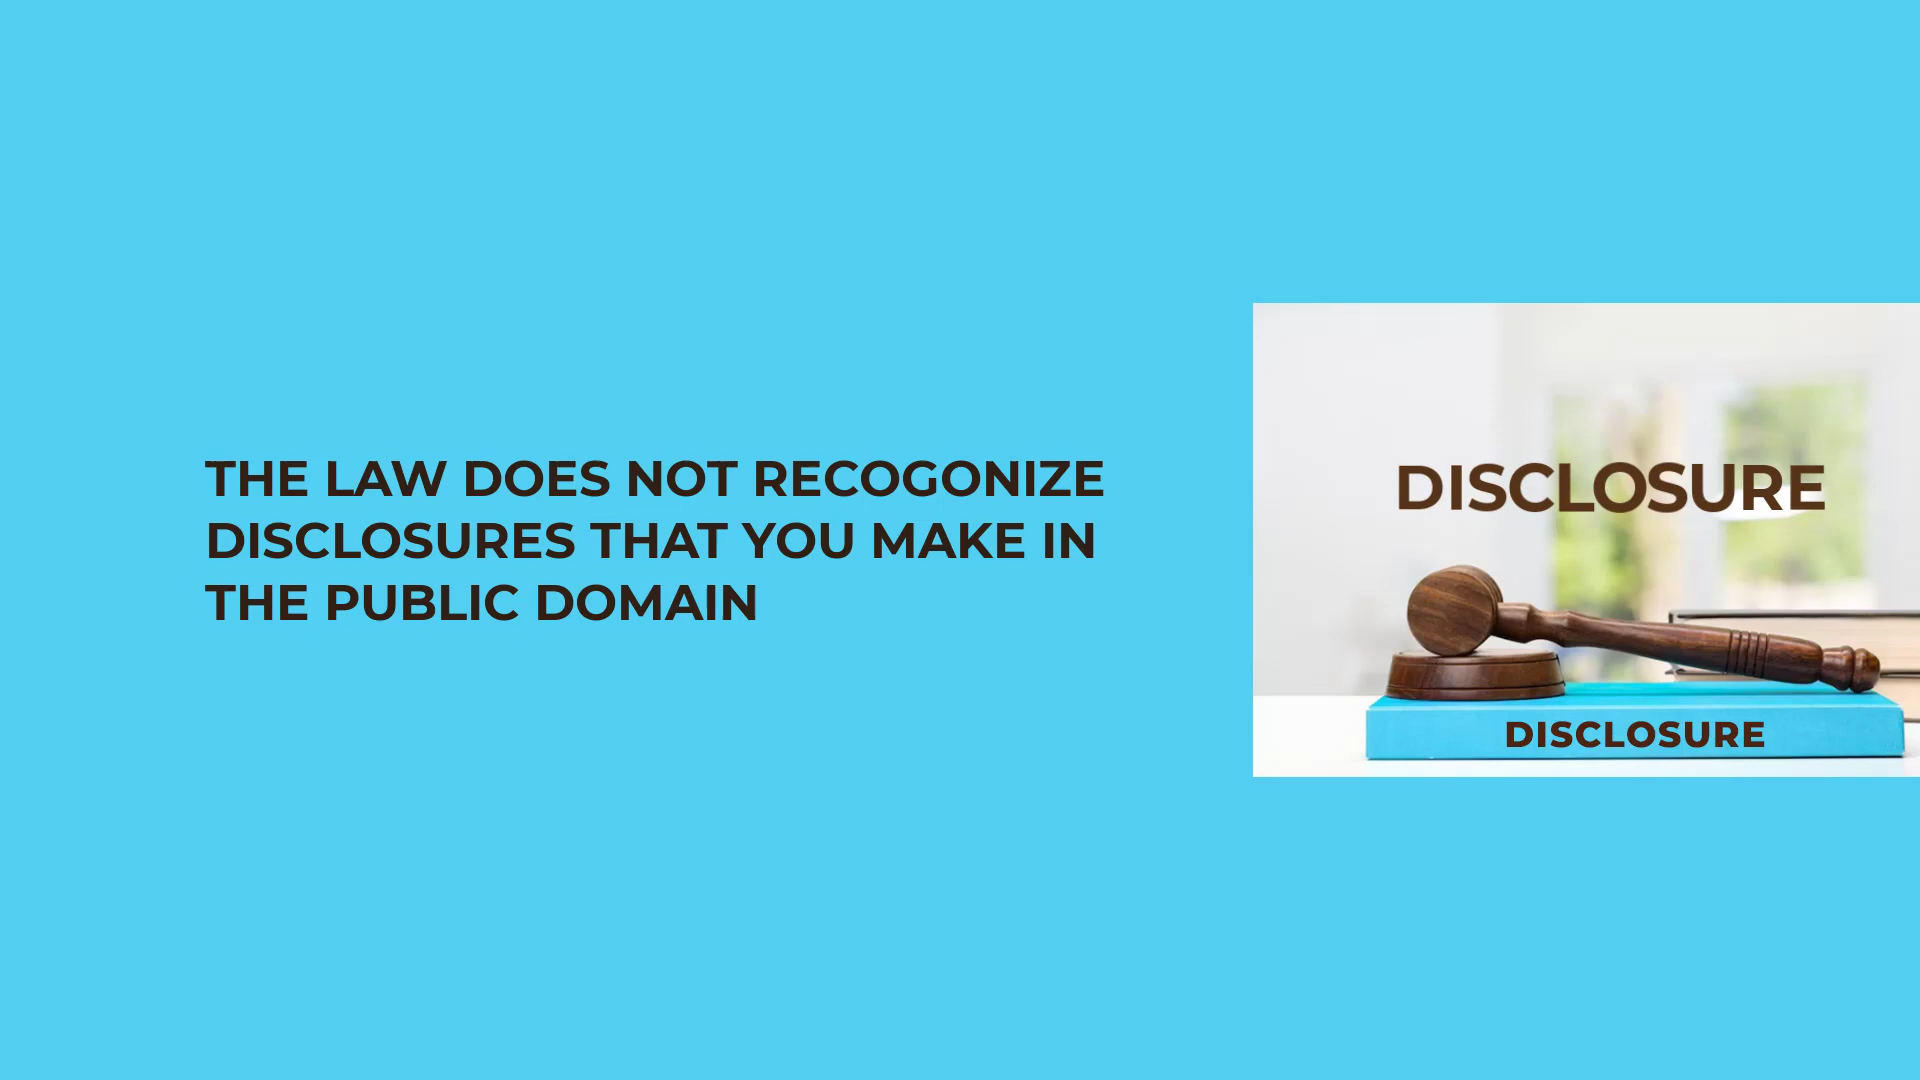 THE LAW DOES NOT RECOGONIZE
DISCLOSURES THAT YOU MAKE IN
THE PUBLIC DOMAIN
DISCLOSURE
DISCLOSURE